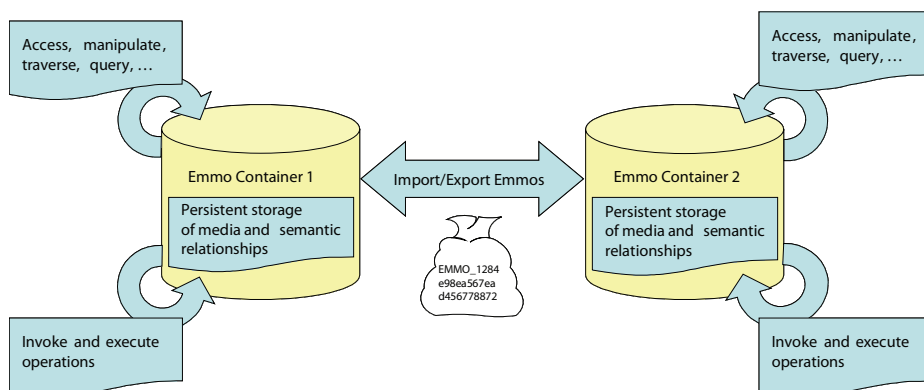 Access, manipulate,
traverse, query, ...
Emmo Container 1
Persistent storage
of media and semantic
relationships
Invoke and execute
operations
Import/Export Emmos
EMMO_1284
e98ea567ea
d456778872
Access, manipulate,
traverse, query, ...
Emmo Container 2
Persistent storage
of media and semantic
relationships
Invoke and execute
operations